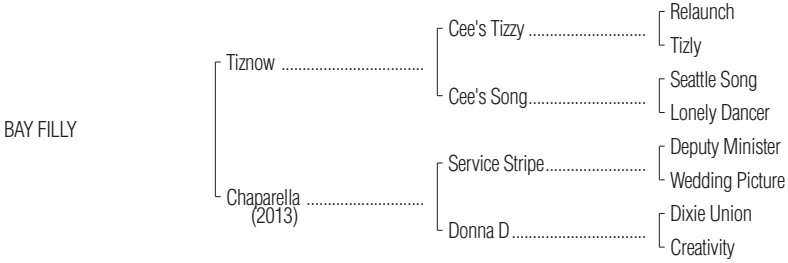 Relaunch
Cee's Tizzy ..............................
Tizly
Tiznow ....................................
Seattle Song
Cee's Song..............................
Lonely Dancer
BAY FILLY
Deputy Minister
Service Stripe..........................
Wedding Picture
Chaparella ..............................
(2013)
Dixie Union
Donna D..................................
Creativity